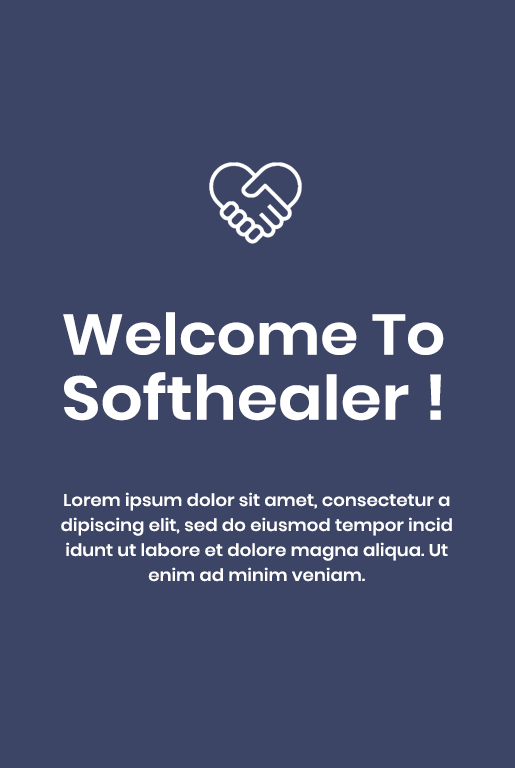 Welcome To
Softhealer !
Lorem ipsum dolor sit amet, consectetur a
dipiscing elit, sed do eiusmod tempor incid
idunt ut labore et dolore magna aliqua. Ut
enim ad minim veniam.